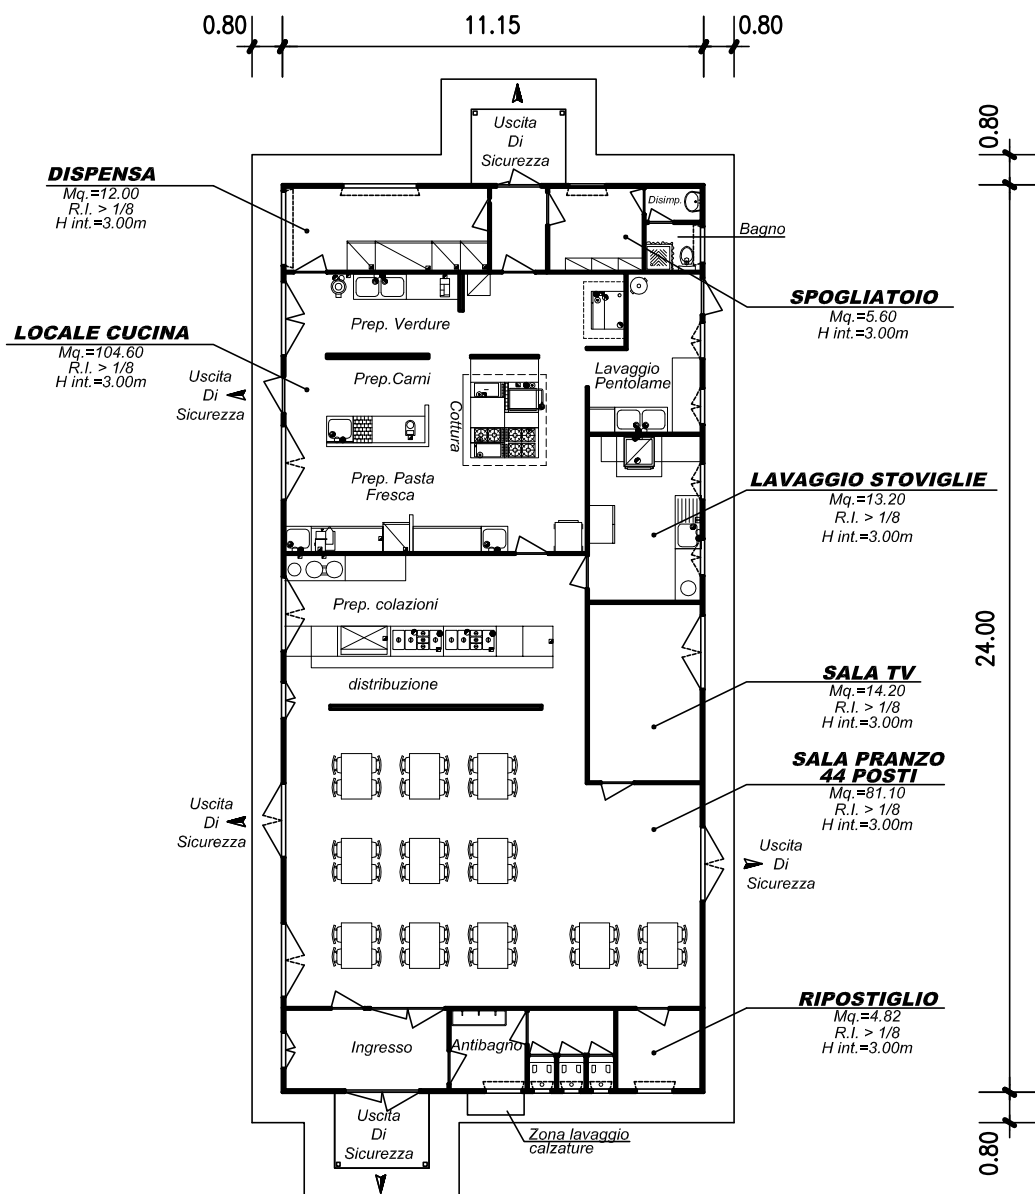 0.80
11.15
0.80
0.80
Uscita
Di
Sicurezza
DISPENSA
Mq.=12.00
R.I. > 1/8
H int.=3.00m
Disimp.
Bagno
SPOGLIATOIO
Mq.=5.60
H int.=3.00m
LOCALE CUCINA
Mq.=104.60
R.I. > 1/8
H int.=3.00m
Prep. Verdure
Uscita
Di
Sicurezza
Prep.Carni
Cottura
Lavaggio
Pentolame
Prep. Pasta
Fresca
LAVAGGIO STOVIGLIE
Mq.=13.20
R.I. > 1/8
H int.=3.00m
Prep. colazioni
24.00
distribuzione
SALA TV
Mq.=14.20
R.I. > 1/8
H int.=3.00m
SALA PRANZO
44 POSTI
Mq.=81.10
R.I. > 1/8
H int.=3.00m
Uscita
Di
Sicurezza
Uscita
Di
Sicurezza
RIPOSTIGLIO
Mq.=4.82
R.I. > 1/8
H int.=3.00m
Ingresso
Antibagno
Uscita
Di
Sicurezza
Zona lavaggio
calzature
0.80